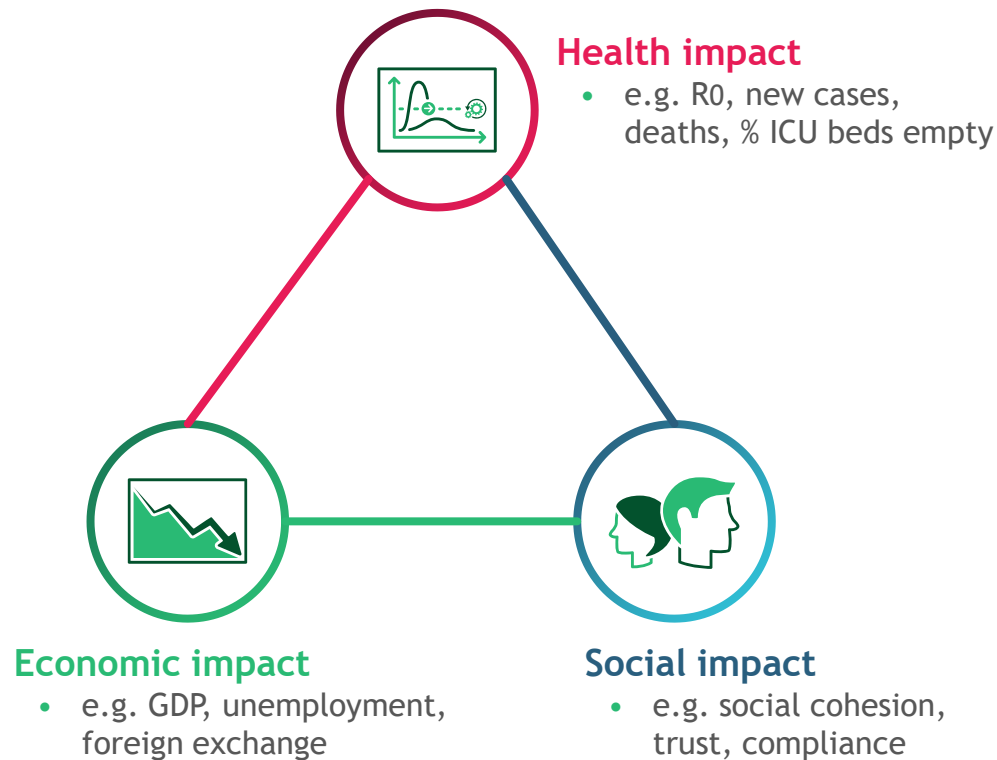 Health impact
• e.g. R0, new cases,
deaths, % ICU beds empty
Economic impact
• e.g. GDP, unemployment,
foreign exchange
Social impact
• e.g. social cohesion,
trust, compliance